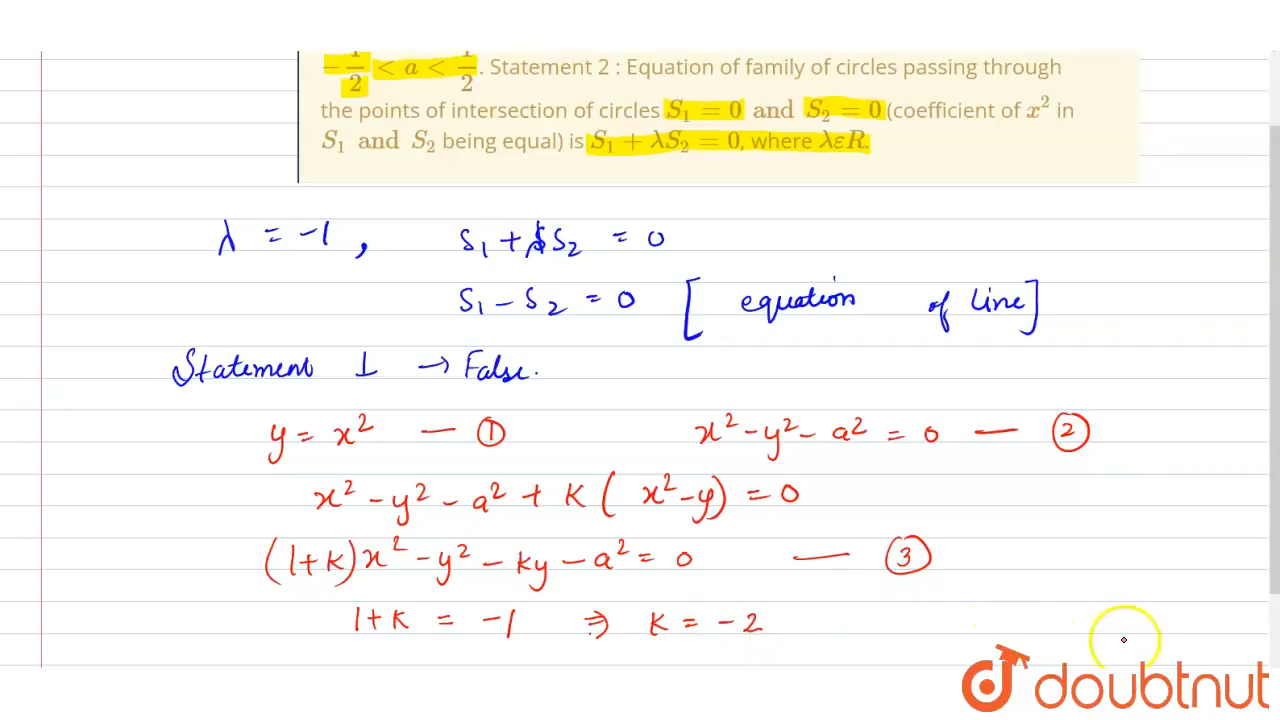 − 1/2 < a < 1/2. Statement 2 : Equation of family of circles passing through
the points of intersection of circles S₁ = 0 and S₂ = 0 (coefficient of x² in
S₁ and S₂ being equal) is S₁ + λS₂ = 0, where λεR.
λ = -1 , S₁ + λS₂ = 0
S₁ - S₂ = 0 [ equation of line ]
Statement 1 → False.
y = x² — ① x² - y² - a² = 0 — ②
x² - y² - a² + K ( x² - y ) = 0
(1+K)x² - y² - Ky - a² = 0 — ③
1+K = -1 ⇒ K = -2
doubtnut